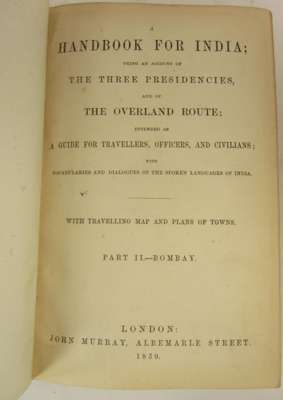 A
HANDBOOK FOR INDIA;
BEING AN ACCOUNT OF
THE THREE PRESIDENCIES,
AND OF
THE OVERLAND ROUTE;
INTENDED AS
A GUIDE FOR TRAVELLERS, OFFICERS, AND CIVILIANS;
WITH
VOCABULARIES AND DIALOGUES OF THE SPOKEN LANGUAGES OF INDIA.
WITH TRAVELLING MAP AND PLANS OF TOWNS.
PART II.—BOMBAY.
LONDON:
JOHN MURRAY, ALBEMARLE STREET.
1859.